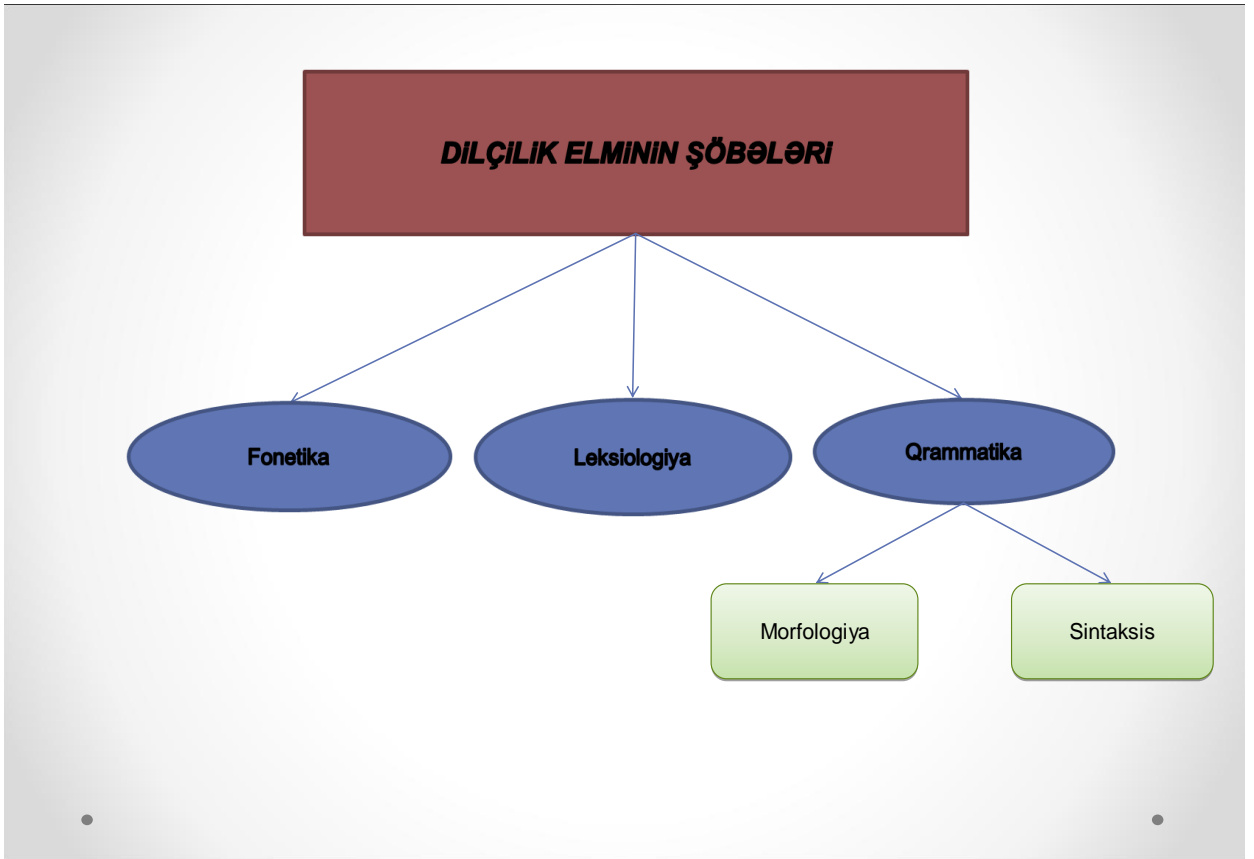 DİLÇİLİK ELMİNİN ŞÖBƏLƏRİ
Fonetika
Leksiologiya
Qrammatika
Morfologiya
Sintaksis